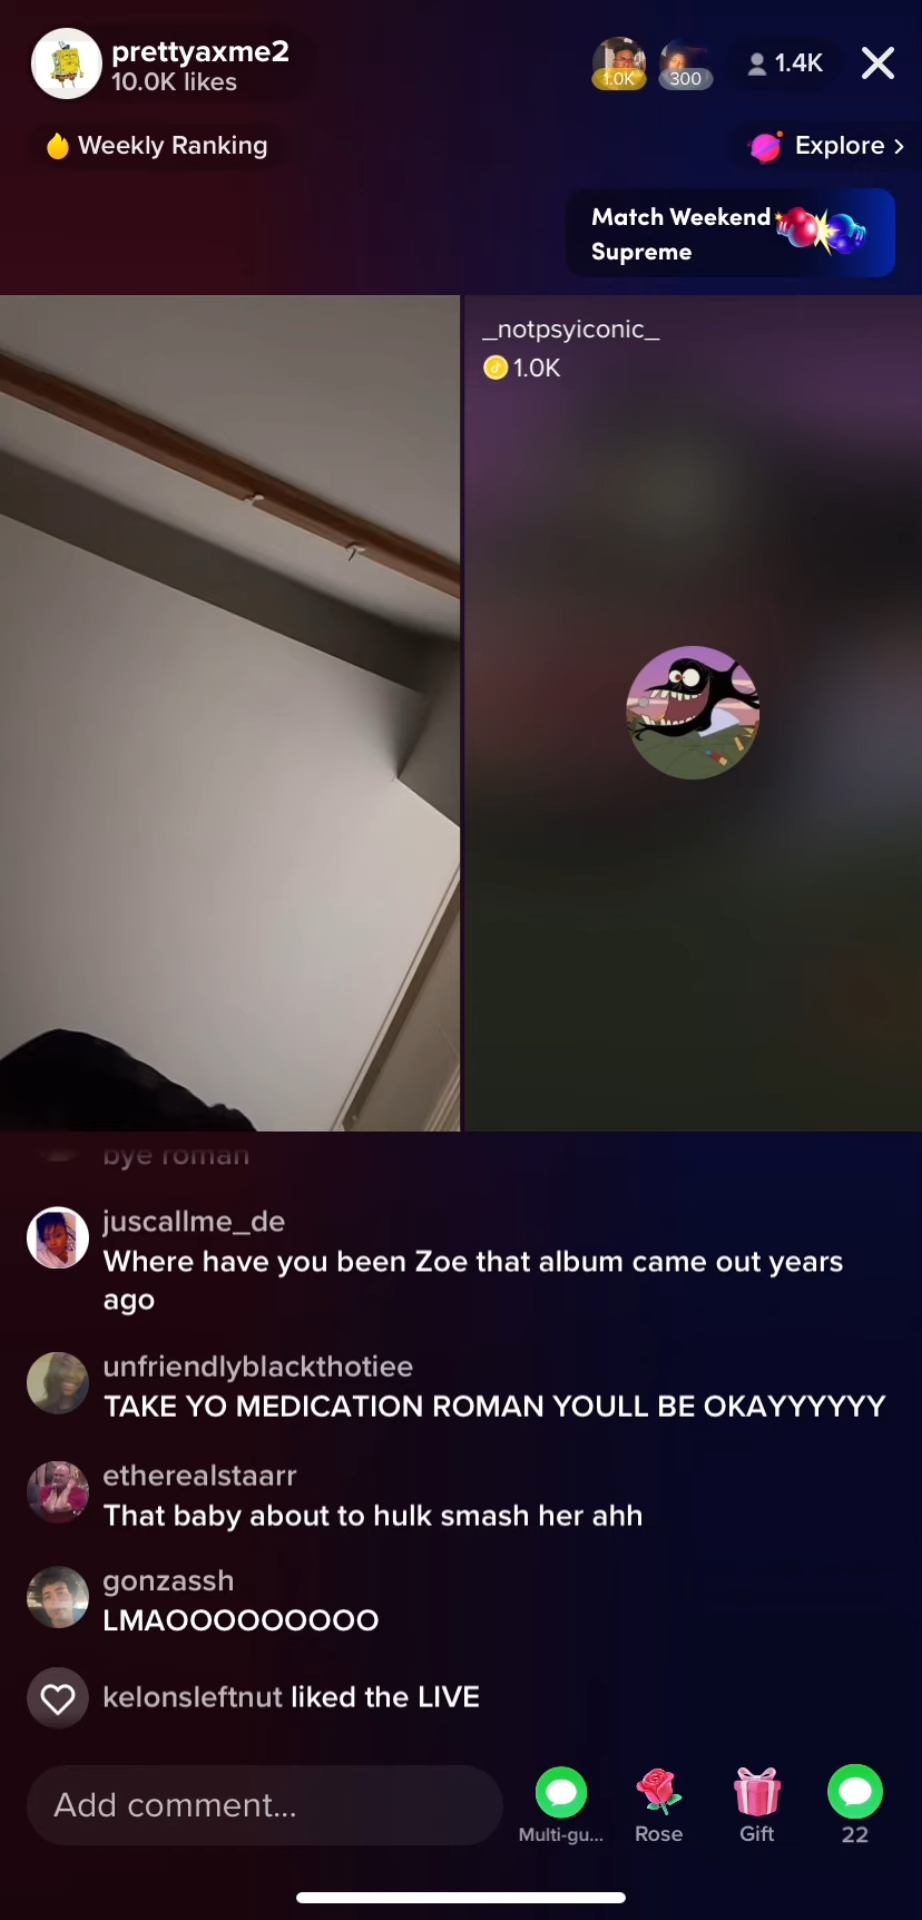 prettyaxme2
10.0K likes
1.0K
300
1.4K
Weekly Ranking
Explore >
Match Weekend
Supreme
_notpsyiconic_
1.0K
bye roman
juscallme_de
Where have you been Zoe that album came out years
ago
unfriendlyblackthotiee
TAKE YO MEDICATION ROMAN YOULL BE OKAYYYYYY
etherealstaarr
That baby about to hulk smash her ahh
gonzassh
LMAOOOOOOOOO
kelonsleftnut liked the LIVE
Add comment...
Multi-gu...
Rose
Gift
22